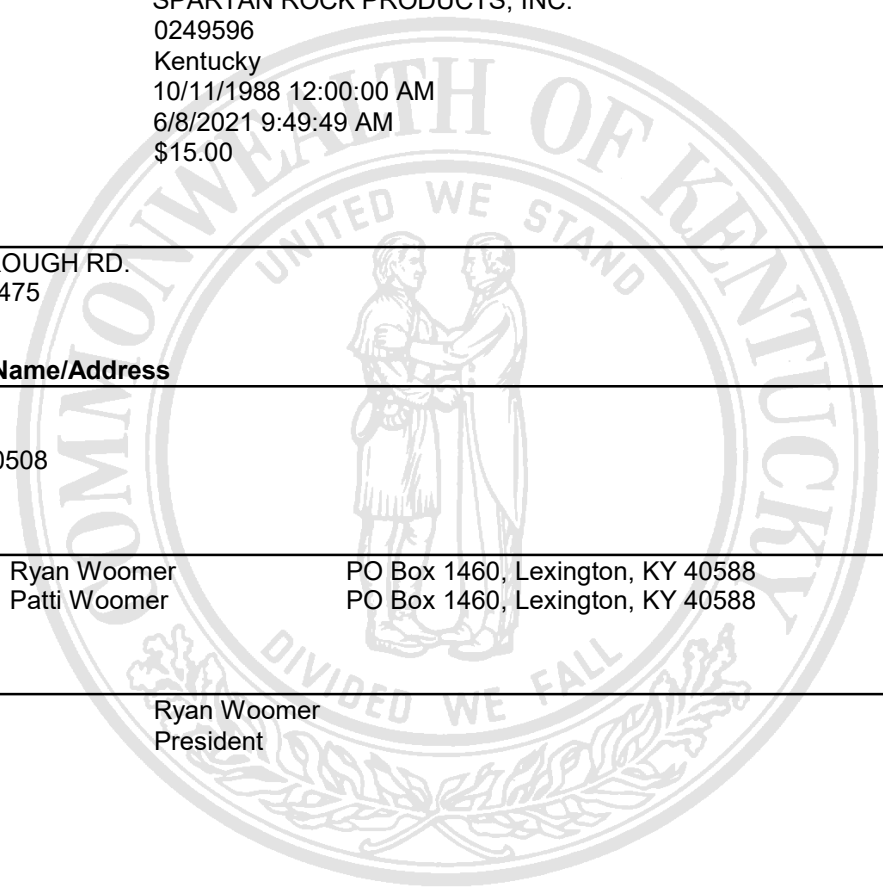 SPARTAN ROCK PRODUCTS, INC.
0249596
Kentucky
10/11/1988 12:00:00 AM
6/8/2021 9:49:49 AM
$15.00
COMMONWEALTH OF KENTUCKY
UNITED WE STAND
OUGH RD.
475
Name/Address
0508
Ryan Woomer PO Box 1460, Lexington, KY 40588
Patti Woomer PO Box 1460, Lexington, KY 40588
DIVIDED WE FALL
Ryan Woomer
President